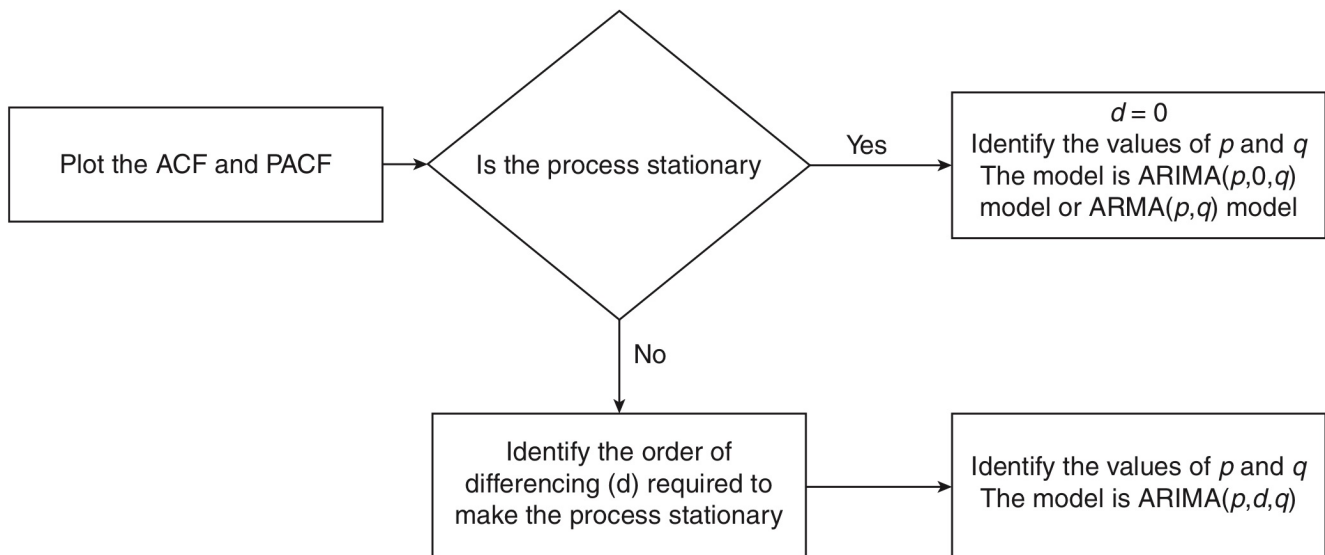 Plot the ACF and PACF
Is the process stationary
Yes
d = 0
Identify the values of p and q
The model is ARIMA(p,0,q)
model or ARMA(p,q) model
No
Identify the order of
differencing (d) required to
make the process stationary
Identify the values of p and q
The model is ARIMA(p,d,q)